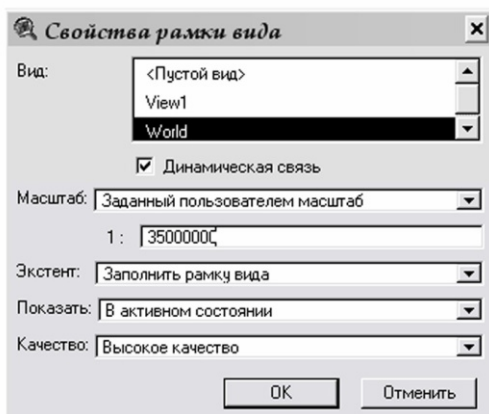 Свойства рамки вида
Вид:
<Пустой вид>
View1
World
Динамическая связь
Масштаб: Заданный пользователем масштаб
1 : 35000000
Экстент: Заполнить рамку вида
Показать: В активном состоянии
Качество: Высокое качество
OK Отменить